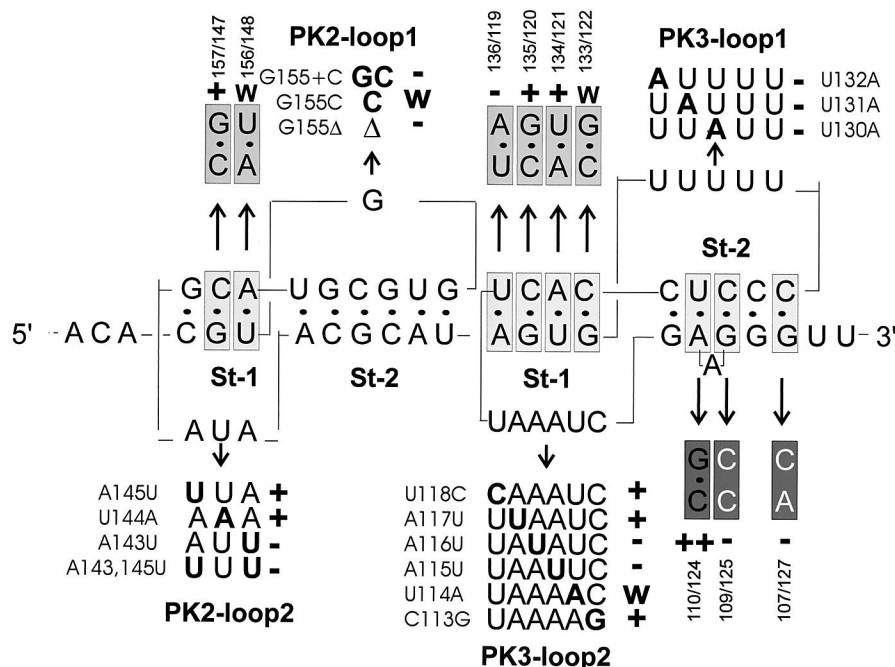 157/147
156/148
PK2-loop1
136/119
135/120
134/121
133/122
PK3-loop1
+ W
G155+C GC -
G155C C W
G155Δ Δ -
- + + W
A U U U U - U132A
U A U U U - U131A
U U A U U - U130A
G U
C A
A G U G
U C A C
G
U U U U U
St-2
G C A U G C G U G U C A C C U C C C
5' - A C A - C G U A C G C A U - A G U G G A G G G U U - 3'
A
St-1 St-2 St-1
A U A
UAAAUC
G C C
C C A
A145U U U A +
U144A A A A +
A143U A U U -
A143,145U U U U -
PK2-loop2
U118C CAAAUC +
A117U UUAAUC +
A116U UAUAUC -
A115U UAAUUC -
U114A UAAAAC W
C113G UAAAAG +
PK3-loop2
++ - -
110/124
109/125
107/127